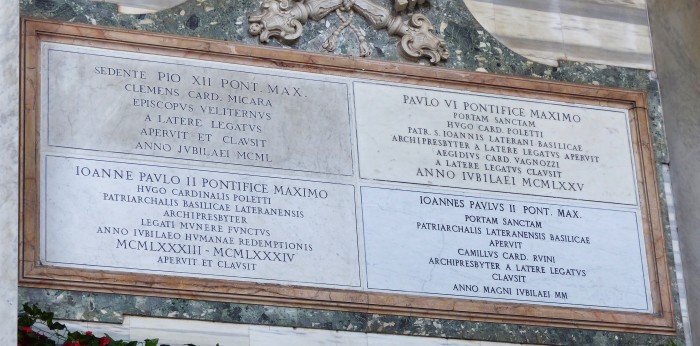 SEDENTE PIO XII PONT. MAX.
CLEMENS CARD. MICARA
EPISCOPVS VELITERNVS
A LATERE LEGATVS
APERVIT ET CLAVSIT
ANNO JVBILAEI MCML
PAVLO VI PONTIFICE MAXIMO
PORTAM SANCTAM
HVGO CARD. POLETTI
PATR. S. IOANNIS LATERANI BASILICAE
ARCHIPRESBYTER A LATERE LEGATVS APERVIT
AEGIDIVS CARD. VAGNOZZI
A LATERE LEGATVS CLAVSIT
ANNO IVBILAEI MCMLXXV
IOANNE PAVLO II PONTIFICE MAXIMO
HVGO CARDINALIS POLETTI
PATRIARCHALIS BASILICAE LATERANENSIS
ARCHIPRESBYTER
LEGATI MVNERE FVNCTVS
ANNO IVBILAEO HVMANAE REDEMPTIONIS
MCMLXXXIII - MCMLXXXIV
APERVIT ET CLAVSIT
IOANNES PAVLVS II PONT. MAX.
PORTAM SANCTAM
PATRIARCHALIS LATERANENSIS BASILICAE
APERVIT
CAMILLVS CARD. RVINI
ARCHIPRESBYTER A LATERE LEGATVS
CLAVSIT
ANNO MAGNI IVBILAEI MM